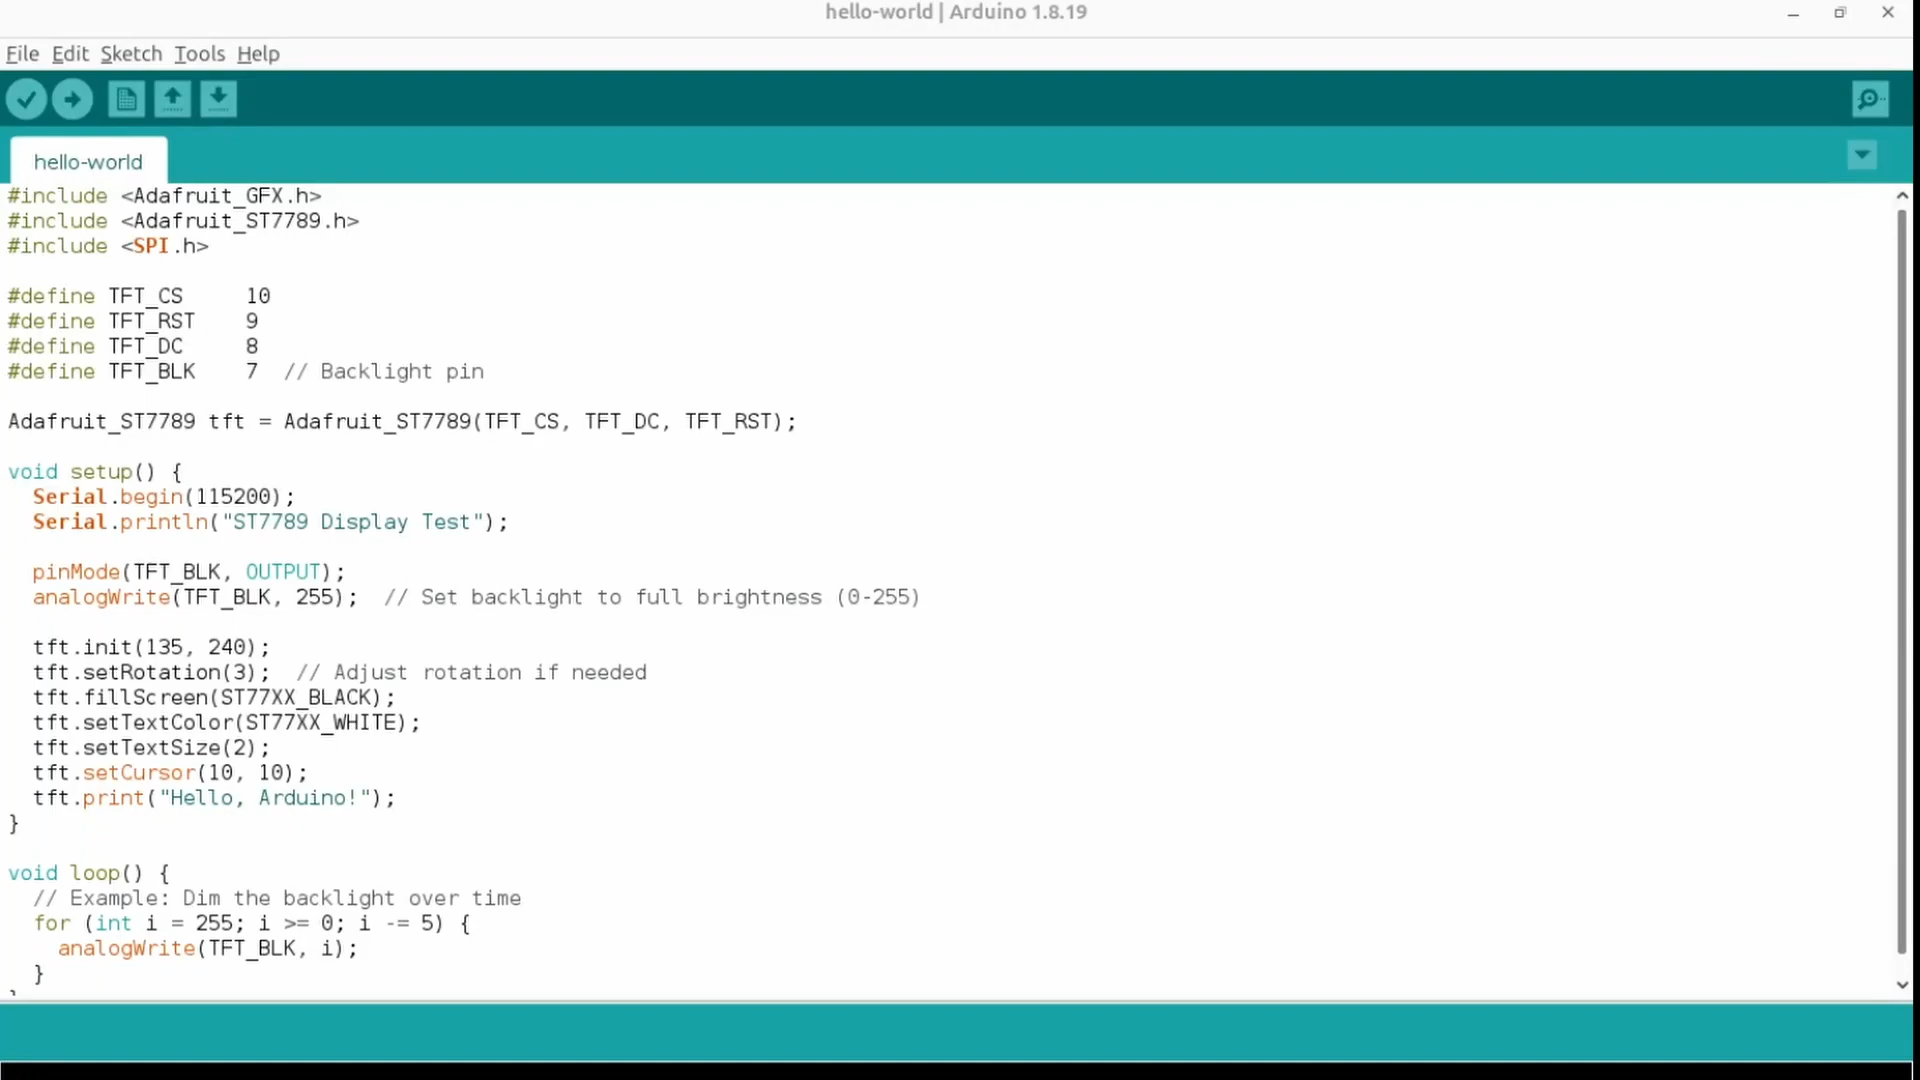 hello-world | Arduino 1.8.19
File Edit Sketch Tools Help
hello-world
#include <Adafruit_GFX.h>
#include <Adafruit_ST7789.h>
#include <SPI.h>
#define TFT_CS     10
#define TFT_RST    9
#define TFT_DC     8
#define TFT_BLK    7  // Backlight pin
Adafruit_ST7789 tft = Adafruit_ST7789(TFT_CS, TFT_DC, TFT_RST);
void setup() {
  Serial.begin(115200);
  Serial.println("ST7789 Display Test");
  pinMode(TFT_BLK, OUTPUT);
  analogWrite(TFT_BLK, 255);  // Set backlight to full brightness (0-255)
  tft.init(135, 240);
  tft.setRotation(3);  // Adjust rotation if needed
  tft.fillScreen(ST77XX_BLACK);
  tft.setTextColor(ST77XX_WHITE);
  tft.setTextSize(2);
  tft.setCursor(10, 10);
  tft.print("Hello, Arduino!");
}
void loop() {
  // Example: Dim the backlight over time
  for (int i = 255; i >= 0; i -= 5) {
    analogWrite(TFT_BLK, i);
  }